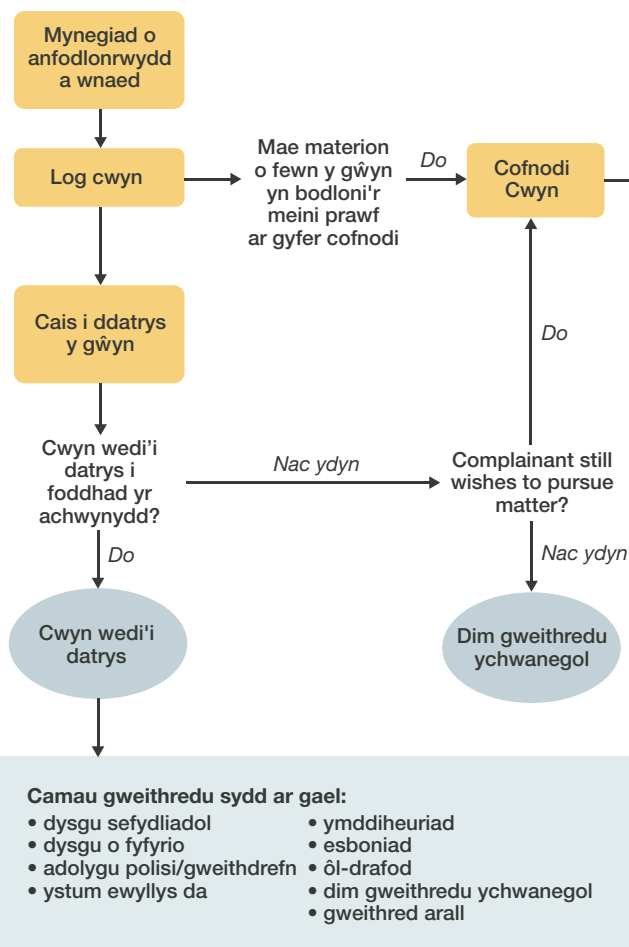 Mynegiad o
anfodlonrwydd
a wnaed
Log cwyn
Mae materion
o fewn y gŵyn
yn bodloni'r
meini prawf
ar gyfer cofnodi
Do
Cofnodi
Cwyn
Cais i ddatrys
y gŵyn
Do
Cwyn wedi’i
datrys i
foddhad yr
achwynydd?
Nac ydyn
Complainant still
wishes to pursue
matter?
Do
Nac ydyn
Cwyn wedi'i
datrys
Dim gweithredu
ychwanegol
Camau gweithredu sydd ar gael:
• dysgu sefydliadol
• dysgu o fyfyrio
• adolygu polisi/gweithdrefn
• ystum ewyllys da
• ymddiheuriad
• esboniad
• ôl-drafod
• dim gweithredu ychwanegol
• gweithred arall